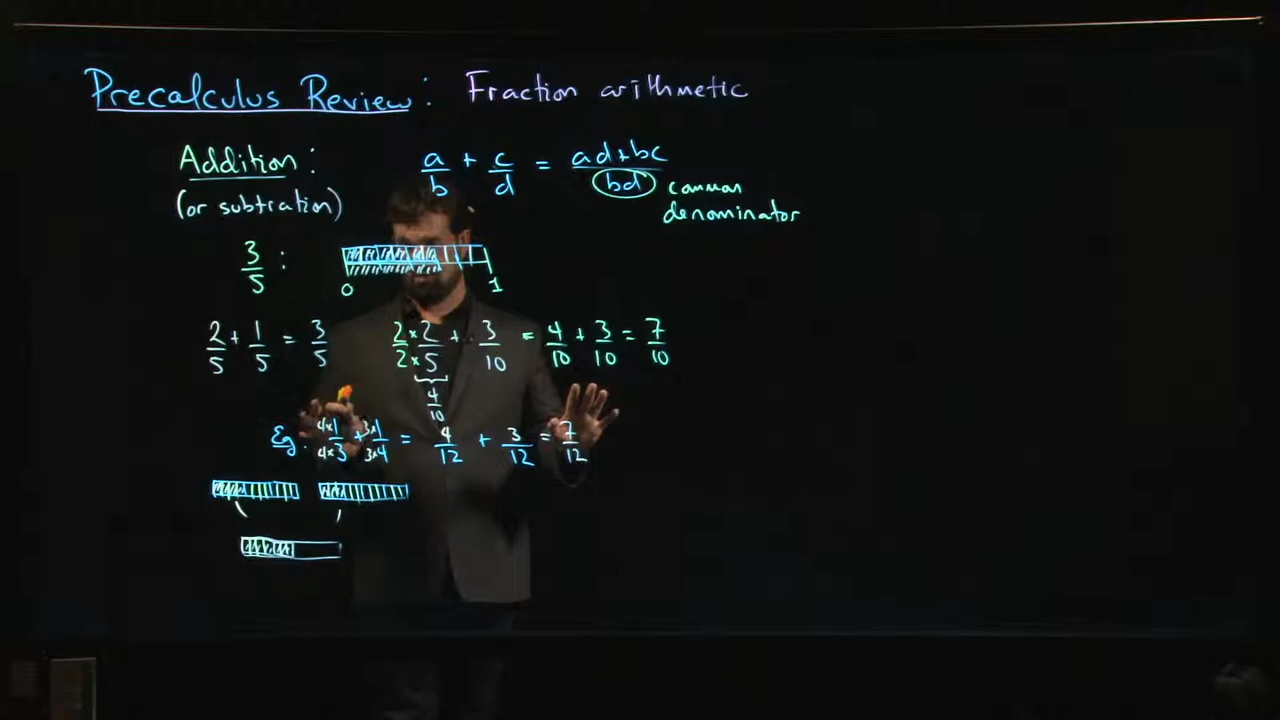 Precalculus Review: Fraction arithmetic
Addition: a/b + c/d = ad+bc/bd
(or subtration) common
denominator
3/5 :
0 1
2/5 + 1/5 = 3/5 2×2/2×5 + 3/10 = 4/10 + 3/10 = 7/10
4/10
Eg. 4×1/4×3 + 3×1/3×4 = 4/12 + 3/12 = 7/12